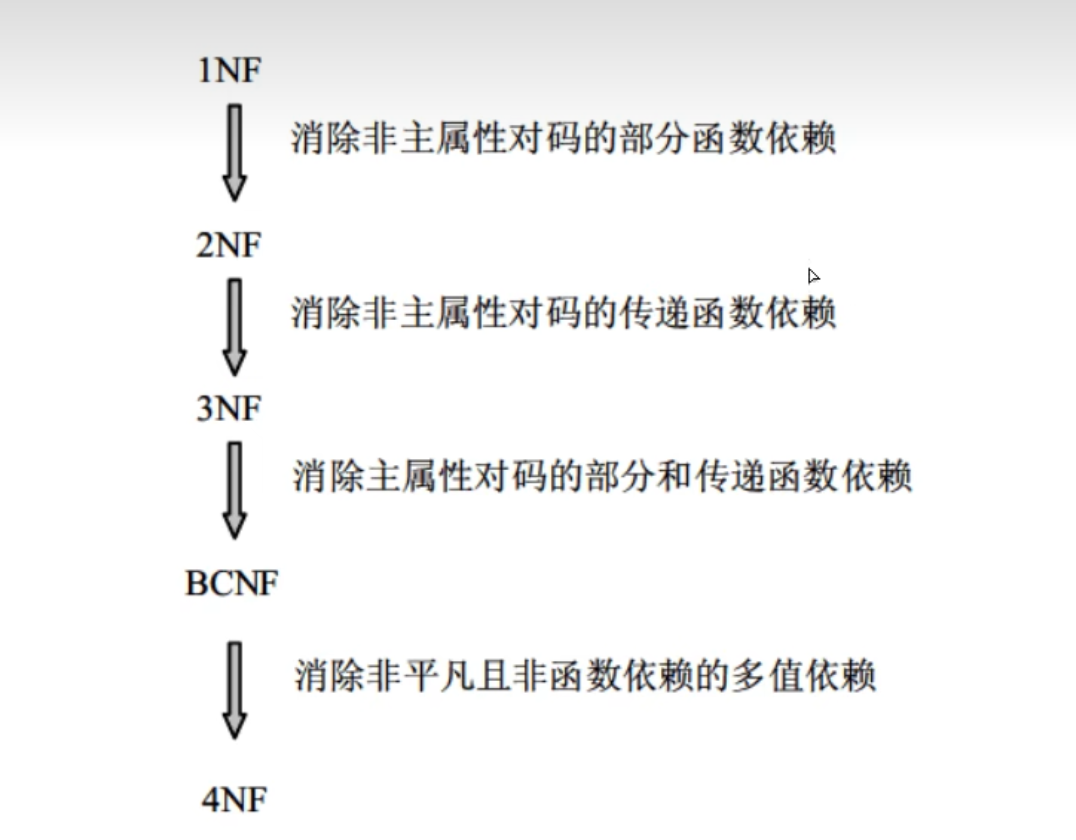 1NF
消除非主属性对码的部分函数依赖
2NF
消除非主属性对码的传递函数依赖
3NF
消除主属性对码的部分和传递函数依赖
BCNF
消除非平凡且非函数依赖的多值依赖
4NF